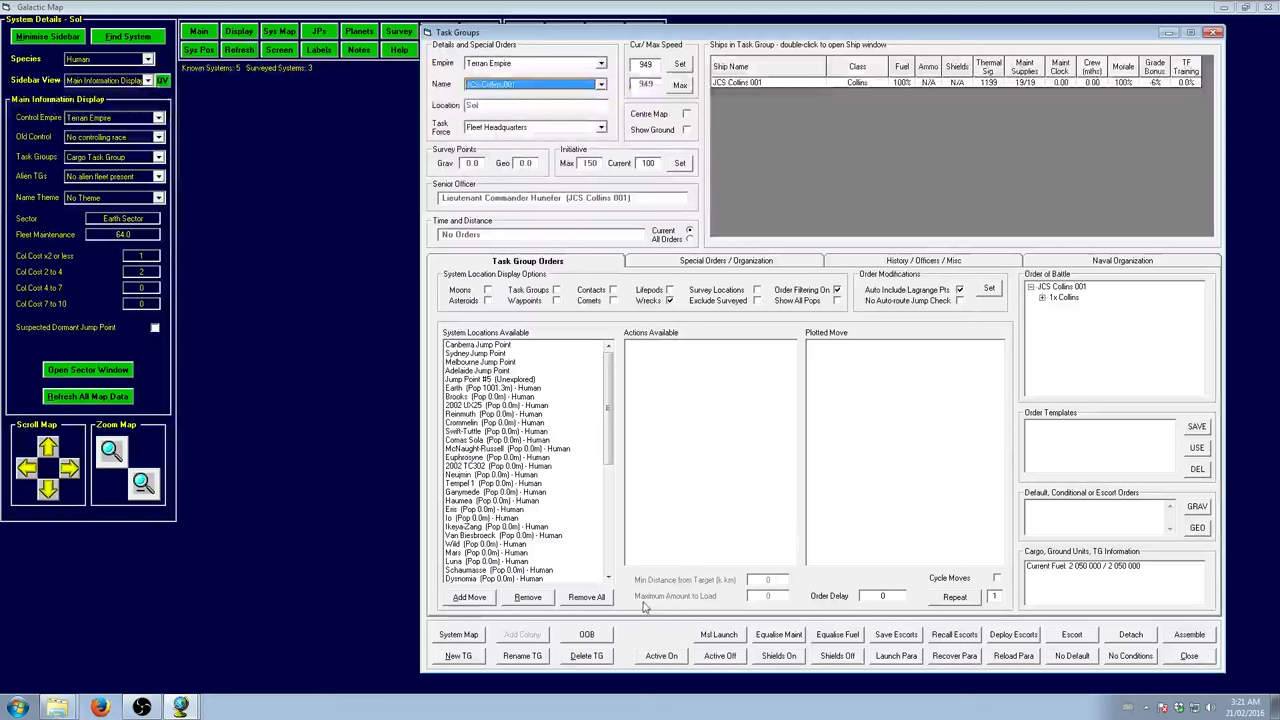 Galactic Map
System Details - Sol
Minimise Sidebar
Find System
Species
Human
Sidebar View
Main Information Display
QV
Main Information Display
Control Empire
Terran Empire
Old Control
No controlling race
Task Groups
Cargo Task Group
Alien TGs
No alien fleet present
Name Theme
No Theme
Sector
Earth Sector
Fleet Maintenance
64.0
Col Cost x2 or less
1
Col Cost 2 to 4
2
Col Cost 4 to 7
0
Col Cost 7 to 10
0
Suspected Dormant Jump Point
Open Sector Window
Refresh All Map Data
Scroll Map
Zoom Map
Main
Display
Sys Map
JPs
Planets
Survey
Sys Pos
Refresh
Screen
Labels
Notes
Help
Known Systems: 5 Surveyed Systems: 3
Task Groups
Details and Special Orders
Empire
Terran Empire
Name
JCS Collins 001
Location
Sol
Task Force
Fleet Headquarters
Cur/ Max Speed
949
Set
949
Max
Centre Map
Show Ground
Survey Points
Grav
0.0
Geo
0.0
Initiative
Max
150
Current
100
Set
Senior Officer
Lieutenant Commander Hunefer (JCS Collins 001)
Time and Distance
No Orders
Current
All Orders
Ships in Task Group - double-click to open Ship window
Ship Name Class Fuel Ammo Shields Thermal Sig Maint Supplies Maint Clock Crew (mths) Morale Grade Bonus TF Training
JCS Collins 001 Collins 100% N/A N/A 1199 19/19 0.00 0.00 100% -6% 0.0%
Task Group Orders
Special Orders / Organization
History / Officers / Misc
Naval Organization
System Location Display Options
Moons
Task Groups
Contacts
Lifepods
Survey Locations
Order Filtering On
Asteroids
Waypoints
Comets
Wrecks
Exclude Surveyed
Show All Pops
Order Modifications
Auto Include Lagrange Pts
No Auto-route Jump Check
Set
Order of Battle
JCS Collins 001
1x Collins
System Locations Available
Canberra Jump Point
Sydney Jump Point
Melbourne Jump Point
Adelaide Jump Point
Jump Point #5 (Unexplored)
Earth (Pop 1001.3m) - Human
Brooks (Pop 0.0m) - Human
2002 UX25 (Pop 0.0m) - Human
Reinmuth (Pop 0.0m) - Human
Crommelin (Pop 0.0m) - Human
Swift-Tuttle (Pop 0.0m) - Human
Comas Sola (Pop 0.0m) - Human
McNaught-Russell (Pop 0.0m) - Human
Euphrosyne (Pop 0.0m) - Human
2002 TC302 (Pop 0.0m) - Human
Neujmin (Pop 0.0m) - Human
Tempel 1 (Pop 0.0m) - Human
Ganymede (Pop 0.0m) - Human
Haumea (Pop 0.0m) - Human
Eris (Pop 0.0m) - Human
Io (Pop 0.0m) - Human
Ikeya-Zang (Pop 0.0m) - Human
Van Biesbroeck (Pop 0.0m) - Human
Wild (Pop 0.0m) - Human
Mars (Pop 0.0m) - Human
Luna (Pop 0.0m) - Human
Schaumasse (Pop 0.0m) - Human
Dysnomia (Pop 0.0m) - Human
Actions Available
Plotted Move
Order Templates
SAVE
USE
DEL
Default, Conditional or Escort Orders
GRAV
GEO
Cargo, Ground Units, TG Information
Current Fuel: 2 050 000 / 2 050 000
Min Distance from Target (k km)
0
Maximum Amount to Load
0
Cycle Moves
Order Delay
0
Repeat
1
Add Move
Remove
Remove All
System Map
Add Colony
OOB
Msl Launch
Equalise Maint
Equalise Fuel
Save Escorts
Recall Escorts
Deploy Escorts
Escort
Detach
Assemble
New TG
Rename TG
Delete TG
Active On
Active Off
Shields On
Shields Off
Launch Para
Recover Para
Reload Para
No Default
No Conditions
Close
3:21 AM
21/02/2016